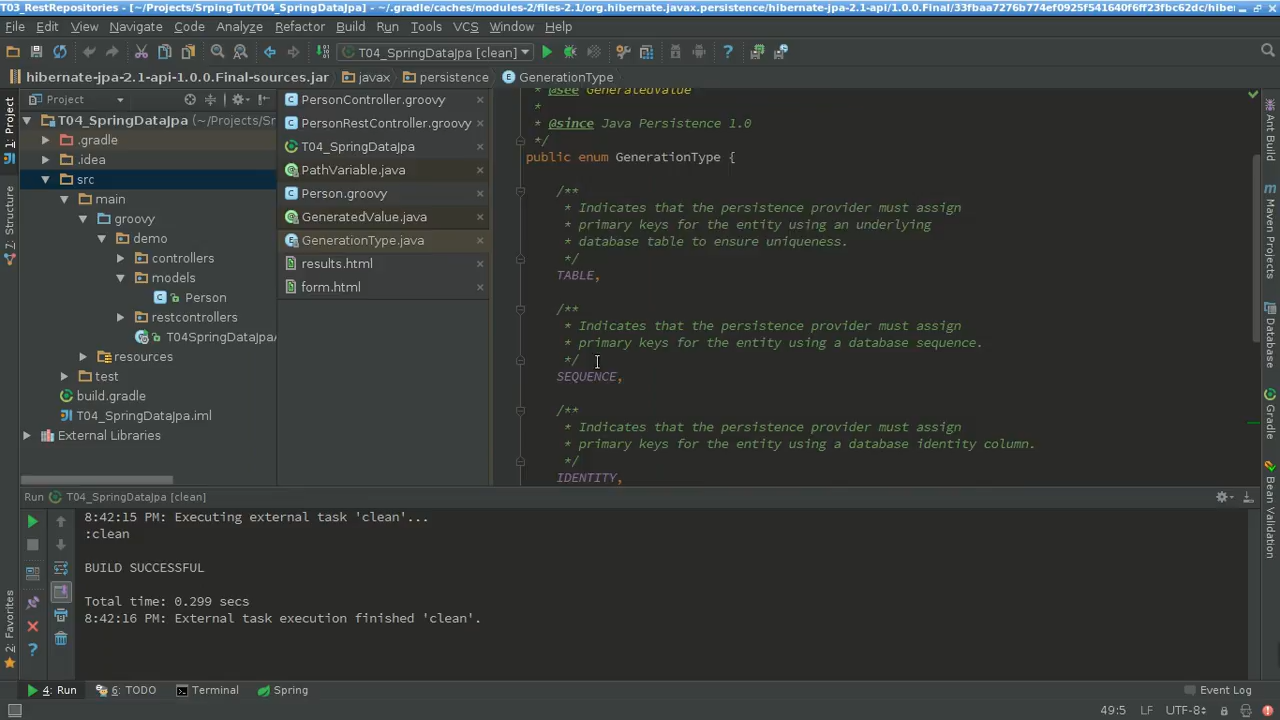 T03_RestRepositories - [~/Projects/SrpingTut/T04_SpringDataJpa] - ~/.gradle/caches/modules-2/files-2.1/org.hibernate.javax.persistence/hibernate-jpa-2.1-api/1.0.0.Final/33fbaa7276b774ef0925f541640f6ff23fbc62dc/hibe
File Edit View Navigate Code Analyze Refactor Build Run Tools VCS Window Help
T04_SpringDataJpa [clean]
hibernate-jpa-2.1-api-1.0.0.Final-sources.jar javax persistence GenerationType
Project
T04_SpringDataJpa (~/Projects/Sr
.gradle
.idea
src
main
groovy
demo
controllers
models
Person
restcontrollers
T04SpringDataJpa
resources
test
build.gradle
T04_SpringDataJpa.iml
External Libraries
PersonController.groovy
PersonRestController.groovy
T04_SpringDataJpa
PathVariable.java
Person.groovy
GeneratedValue.java
GenerationType.java
results.html
form.html
* @see GeneratedValue
*
* @since Java Persistence 1.0
*/
public enum GenerationType {
/**
* Indicates that the persistence provider must assign
* primary keys for the entity using an underlying
* database table to ensure uniqueness.
*/
TABLE,
/**
* Indicates that the persistence provider must assign
* primary keys for the entity using a database sequence.
*/
SEQUENCE,
/**
* Indicates that the persistence provider must assign
* primary keys for the entity using a database identity column.
*/
IDENTITY,
1: Project
7: Structure
2: Favorites
Ant Build
Maven Projects
Database
Gradle
Bean Validation
Run T04_SpringDataJpa [clean]
8:42:15 PM: Executing external task 'clean'...
:clean
BUILD SUCCESSFUL
Total time: 0.299 secs
8:42:16 PM: External task execution finished 'clean'.
4: Run 6: TODO Terminal Spring Event Log
49:5 LF UTF-8